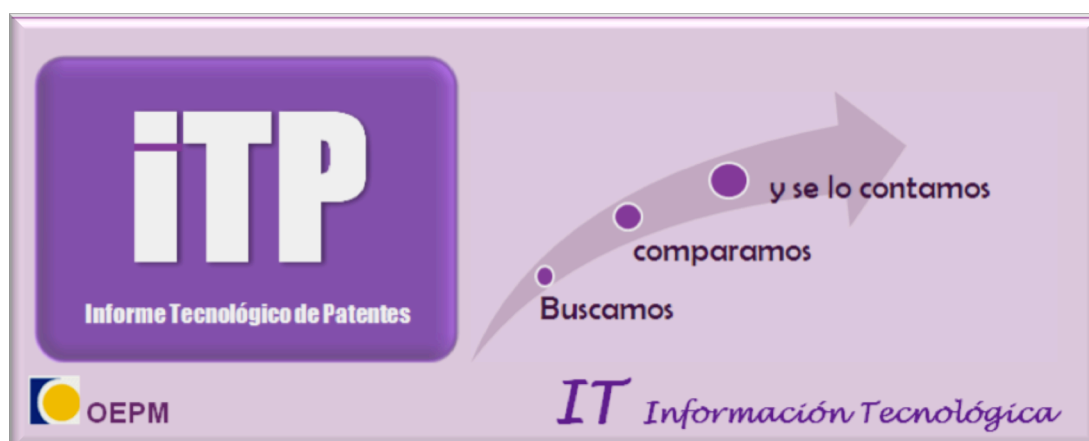 iTP
Informe Tecnológico de Patentes
y se lo contamos
comparamos
Buscamos
OEPM
IT Información Tecnológica